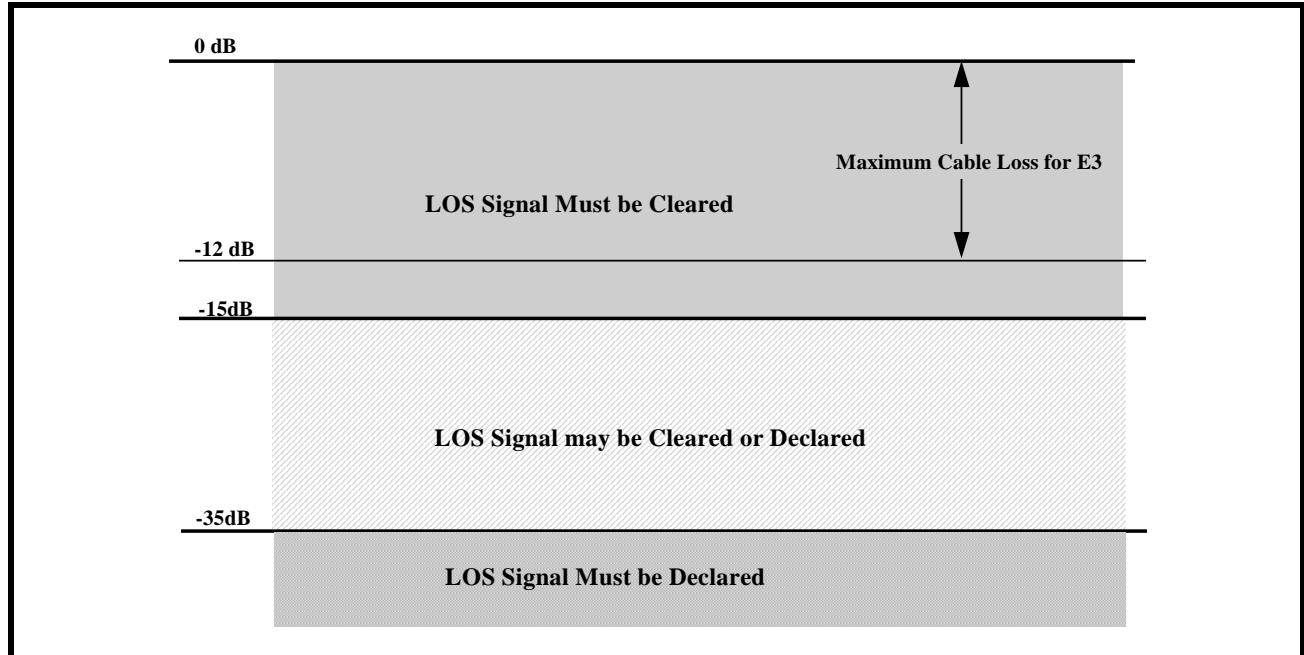 0 dB
Maximum Cable Loss for E3
LOS Signal Must be Cleared
-12 dB
-15dB
LOS Signal may be Cleared or Declared
-35dB
LOS Signal Must be Declared